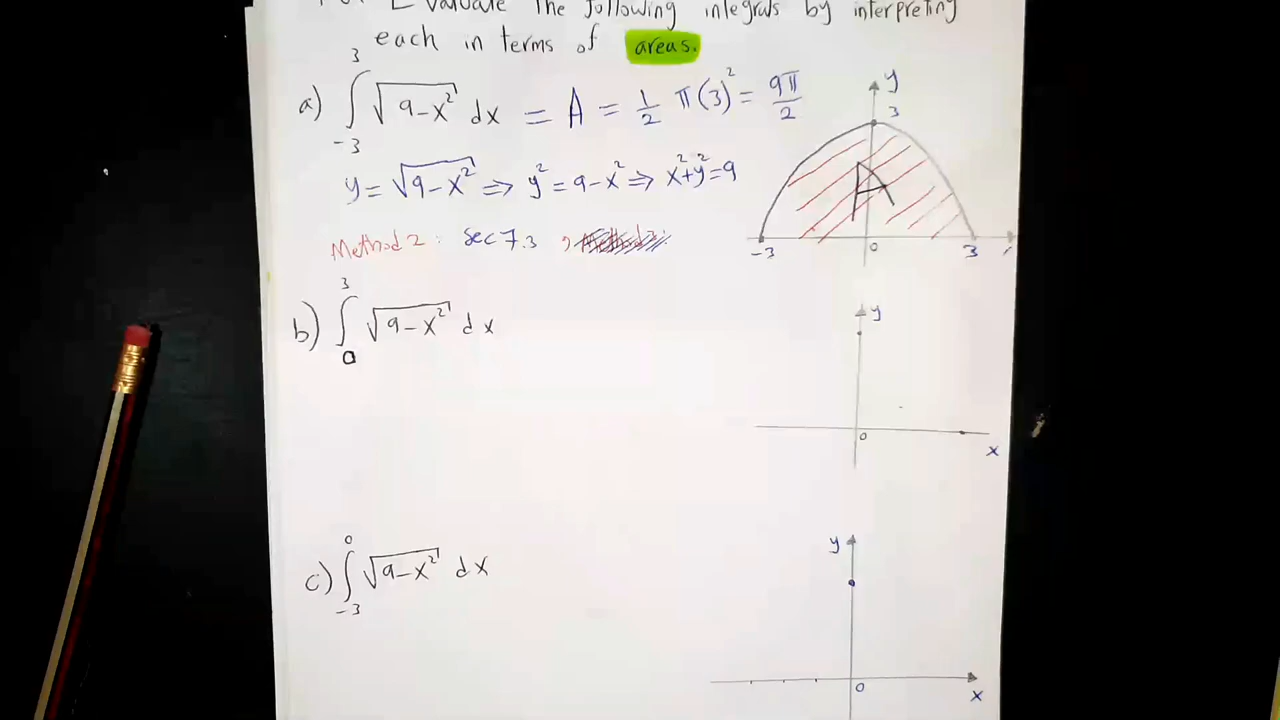 Evaluate the following integrals by interpreting
each in terms of areas.
a) ∫_{-3}^{3} √(9-x²) dx = A = 1/2 π(3)² = 9π/2
y = √(9-x²) ⇒ y² = 9-x² ⇒ x²+y²=9
y
3
A
-3 0 3
Method 2: sec 7.3 ,
b) ∫_{0}^{3} √(9-x²) dx
y
0
x
c) ∫_{-3}^{0} √(9-x²) dx
y
0
x